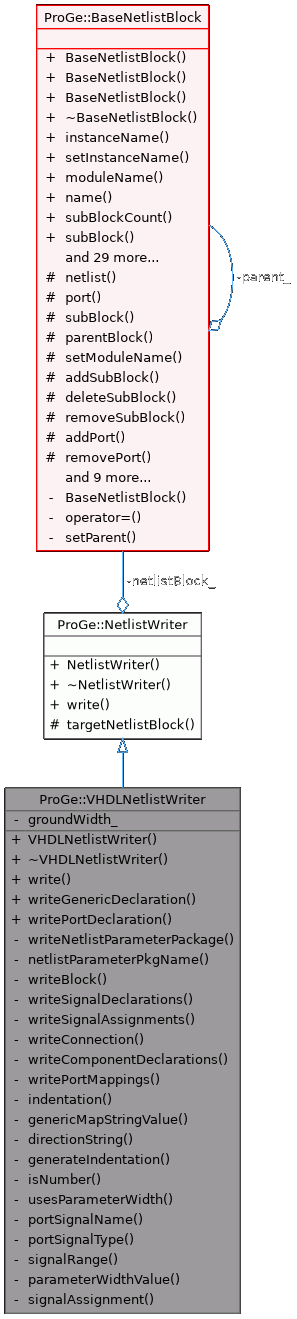 ProGe::BaseNetlistBlock
+ BaseNetlistBlock()
+ BaseNetlistBlock()
+ BaseNetlistBlock()
+ ~BaseNetlistBlock()
+ instanceName()
+ setInstanceName()
+ moduleName()
+ name()
+ subBlockCount()
+ subBlock()
and 29 more...
# netlist()
# port()
# subBlock()
# parentBlock()
# setModuleName()
# addSubBlock()
# deleteSubBlock()
# removeSubBlock()
# addPort()
# removePort()
and 9 more...
- BaseNetlistBlock()
- operator=()
- setParent()
-parent_
-netlistBlock_
ProGe::NetlistWriter
+ NetlistWriter()
+ ~NetlistWriter()
+ write()
# targetNetlistBlock()
ProGe::VHDLNetlistWriter
- groundWidth_
+ VHDLNetlistWriter()
+ ~VHDLNetlistWriter()
+ write()
+ writeGenericDeclaration()
+ writePortDeclaration()
- writeNetlistParameterPackage()
- netlistParameterPkgName()
- writeBlock()
- writeSignalDeclarations()
- writeSignalAssignments()
- writeConnection()
- writeComponentDeclarations()
- writePortMappings()
- indentation()
- genericMapStringValue()
- directionString()
- generateIndentation()
- isNumber()
- usesParameterWidth()
- portSignalName()
- portSignalType()
- signalRange()
- parameterWidthValue()
- signalAssignment()